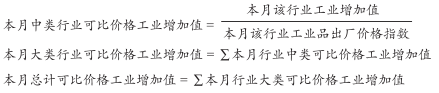 本月中类行业可比价格工业增加值 = 本月该行业工业增加值 / 本月该行业工业品出厂价格指数
本月大类行业可比价格工业增加值 = ∑本月行业中类可比价格工业增加值
本月总计可比价格工业增加值 = ∑本月行业大类可比价格工业增加值